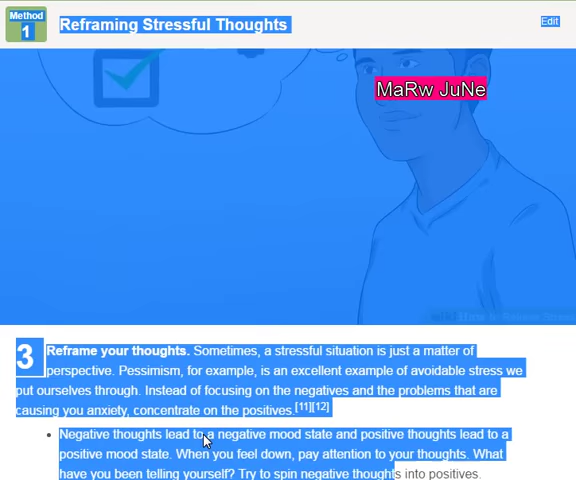 Method
1
Reframing Stressful Thoughts
Edit
MaRw JuNe
3 Reframe your thoughts. Sometimes, a stressful situation is just a matter of
perspective. Pessimism, for example, is an excellent example of avoidable stress we
put ourselves through. Instead of focusing on the negatives and the problems that are
causing you anxiety, concentrate on the positives.[11][12]
• Negative thoughts lead to a negative mood state and positive thoughts lead to a
positive mood state. When you feel down, pay attention to your thoughts. What
have you been telling yourself? Try to spin negative thoughts into positives.